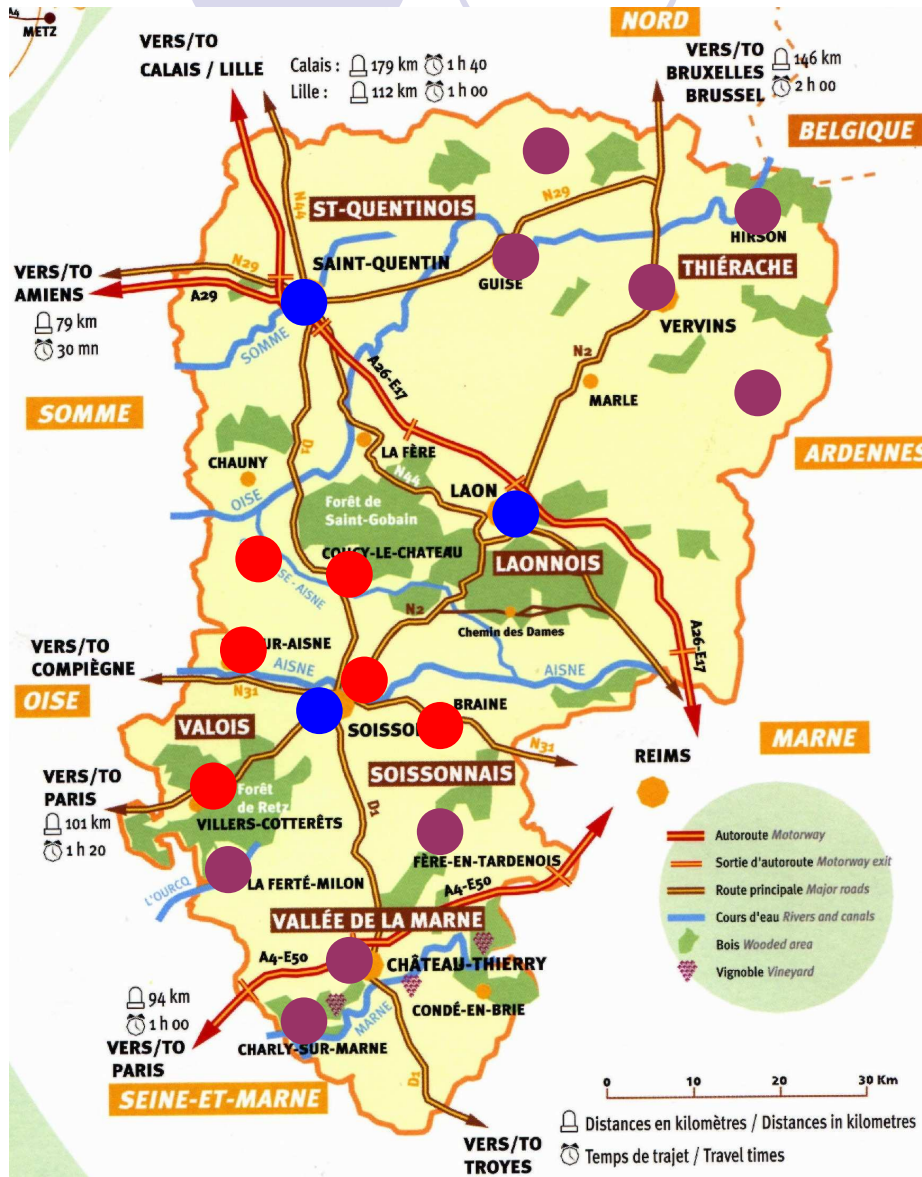 A4
METZ
NORD
VERS/TO
CALAIS / LILLE
Calais : 179 km 1 h 40
Lille : 112 km 1 h 00
VERS/TO
BRUXELLES
BRUSSEL
146 km
2 h 00
BELGIQUE
N44
ST-QUENTINOIS
N29
HIRSON
N29
SAINT-QUENTIN
GUISE
THIÉRACHE
VERS/TO
AMIENS
A29
79 km
30 mn
SOMME
VERVINS
N2
A26-E17
MARLE
SOMME
D1
LA FÈRE
ARDENNES
CHAUNY
N44
LAON
OISE
Forêt de
Saint-Gobain
COUCY-LE-CHATEAU
LAONNOIS
SE-AISNE
N2
Chemin des Dames
A26-E17
UR-AISNE
VERS/TO
COMPIÈGNE
AISNE
AISNE
N31
OISE
BRAINE
VALOIS
SOISSO
N31
MARNE
REIMS
SOISSONNAIS
VERS/TO
PARIS
101 km
1 h 20
Forêt
de Retz
D1
VILLERS-COTTERÊTS
FÈRE-EN-TARDENOIS
LA FERTÉ-MILON
L'OURCQ
A4-E50
VALLÉE DE LA MARNE
A4-E50
CHÂTEAU-THIERRY
94 km
1 h 00
CONDÉ-EN-BRIE
MARNE
VERS/TO
PARIS
CHARLY-SUR-MARNE
D1
SEINE-ET-MARNE
VERS/TO
TROYES
Autoroute Motorway
Sortie d'autoroute Motorway exit
Route principale Major roads
Cours d'eau Rivers and canals
Bois Wooded area
Vignoble Vineyard
0 10 20 30 Km
Distances en kilomètres / Distances in kilometres
Temps de trajet / Travel times